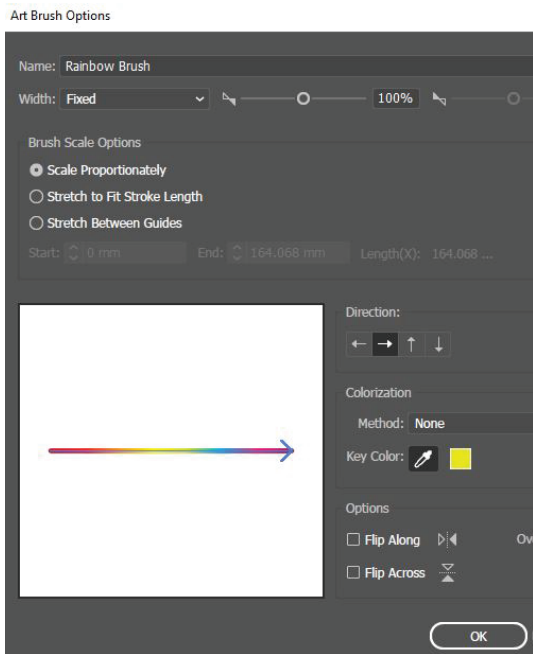 Art Brush Options
Name: Rainbow Brush
Width: Fixed 100%
Brush Scale Options
Scale Proportionately
Stretch to Fit Stroke Length
Stretch Between Guides
Start: 0 mm End: 164.068 mm Length(X): 164.068 ...
Direction:
Colorization
Method: None
Key Color:
Options
Flip Along Ov
Flip Across
OK